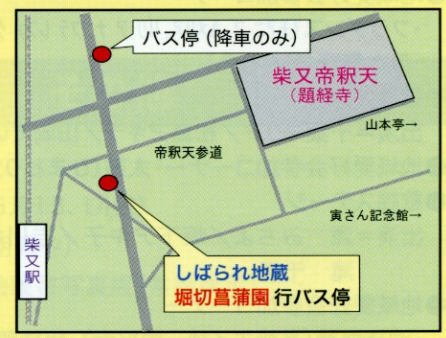 バス停（降車のみ）
柴又帝釈天
（題経寺）
山本亭→
帝釈天参道
寅さん記念館→
柴又駅
しばられ地蔵
堀切菖蒲園 行バス停